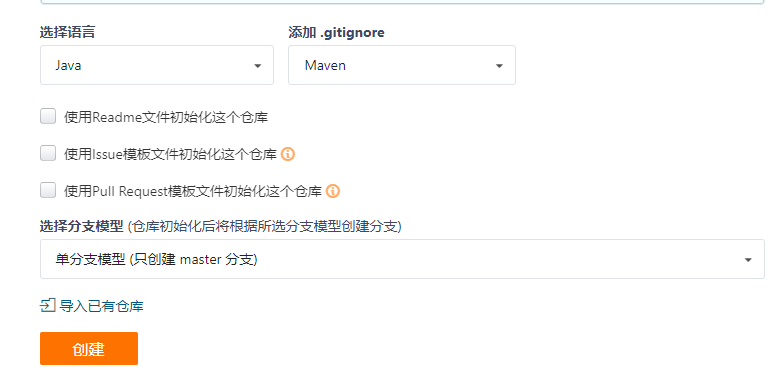 选择语言 添加 .gitignore
Java Maven
使用Readme文件初始化这个仓库
使用Issue模板文件初始化这个仓库
使用Pull Request模板文件初始化这个仓库
选择分支模型 (仓库初始化后将根据所选分支模型创建分支)
单分支模型 (只创建 master 分支)
导入已有仓库
创建